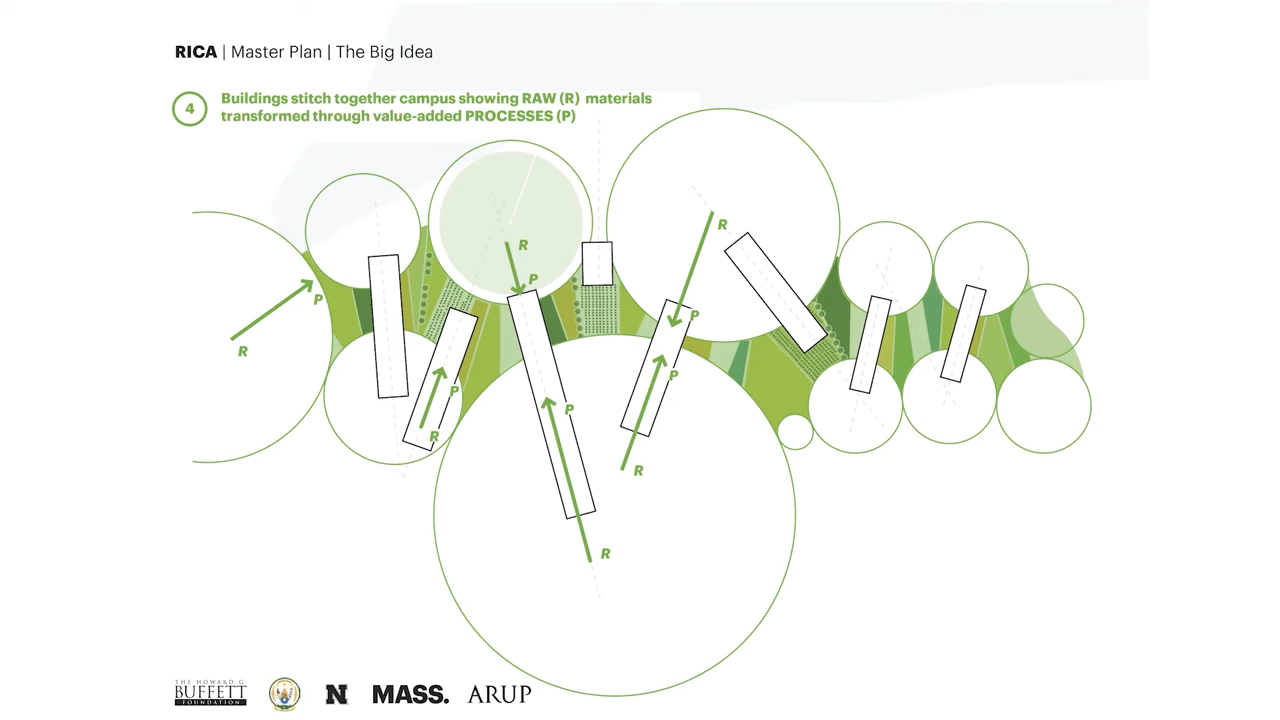 RICA | Master Plan | The Big Idea
4
Buildings stitch together campus showing RAW (R) materials
transformed through value-added PROCESSES (P)
R
R
P
P
R
P
R
P
P
P
R
R
R
THE HOWARD G.
BUFFETT
FOUNDATION
N
MASS.
ARUP